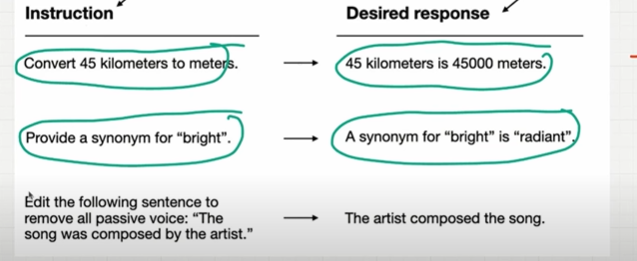 Instruction
Desired response
Convert 45 kilometers to meters.
45 kilometers is 45000 meters.
Provide a synonym for "bright".
A synonym for "bright" is "radiant".
Edit the following sentence to
remove all passive voice: "The
song was composed by the artist."
The artist composed the song.